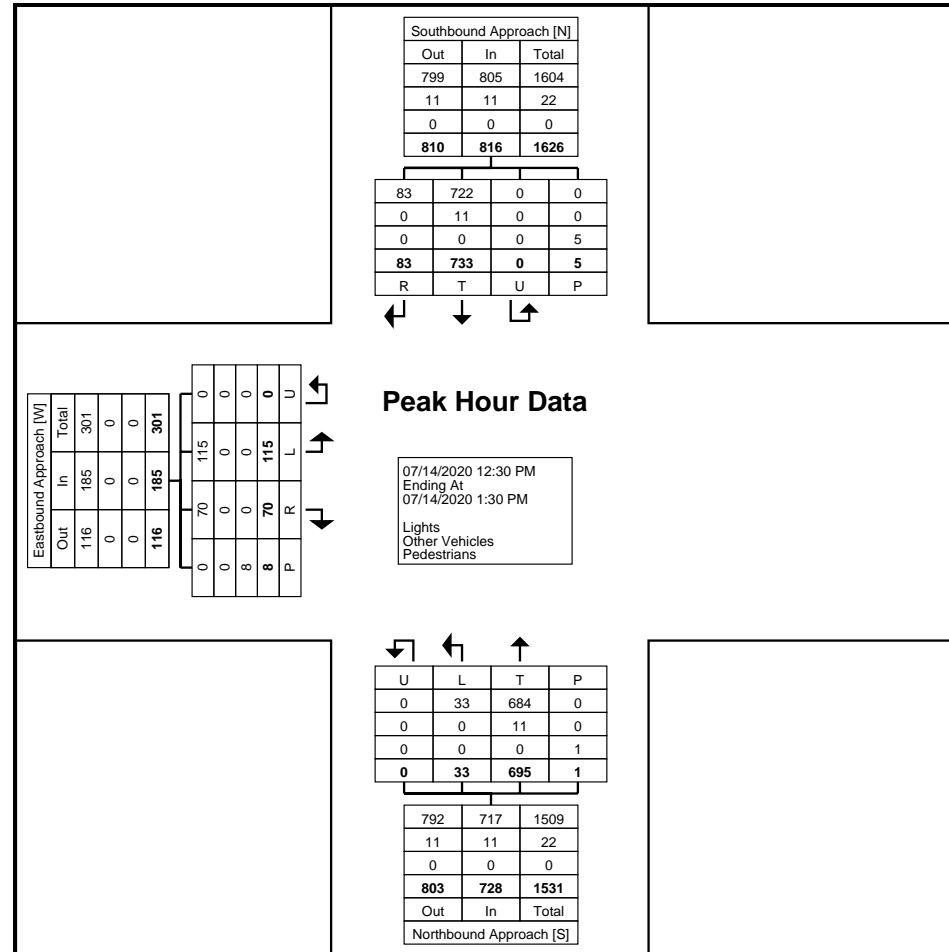 Southbound Approach [N]
Out In Total
799 805 1604
11 11 22
0 0 0
810 816 1626
83 722 0 0
0 11 0 0
0 0 0 5
83 733 0 5
R T U P
Eastbound Approach [W]
Out In Total
116 185 301
0 0 0
0 0 0
116 185 301
0 70 115 0
0 0 0 0
8 0 0 0
8 70 115 0
P R L U
Peak Hour Data
07/14/2020 12:30 PM
Ending At
07/14/2020 1:30 PM
Lights
Other Vehicles
Pedestrians
U L T P
0 33 684 0
0 0 11 0
0 0 0 1
0 33 695 1
792 717 1509
11 11 22
0 0 0
803 728 1531
Out In Total
Northbound Approach [S]